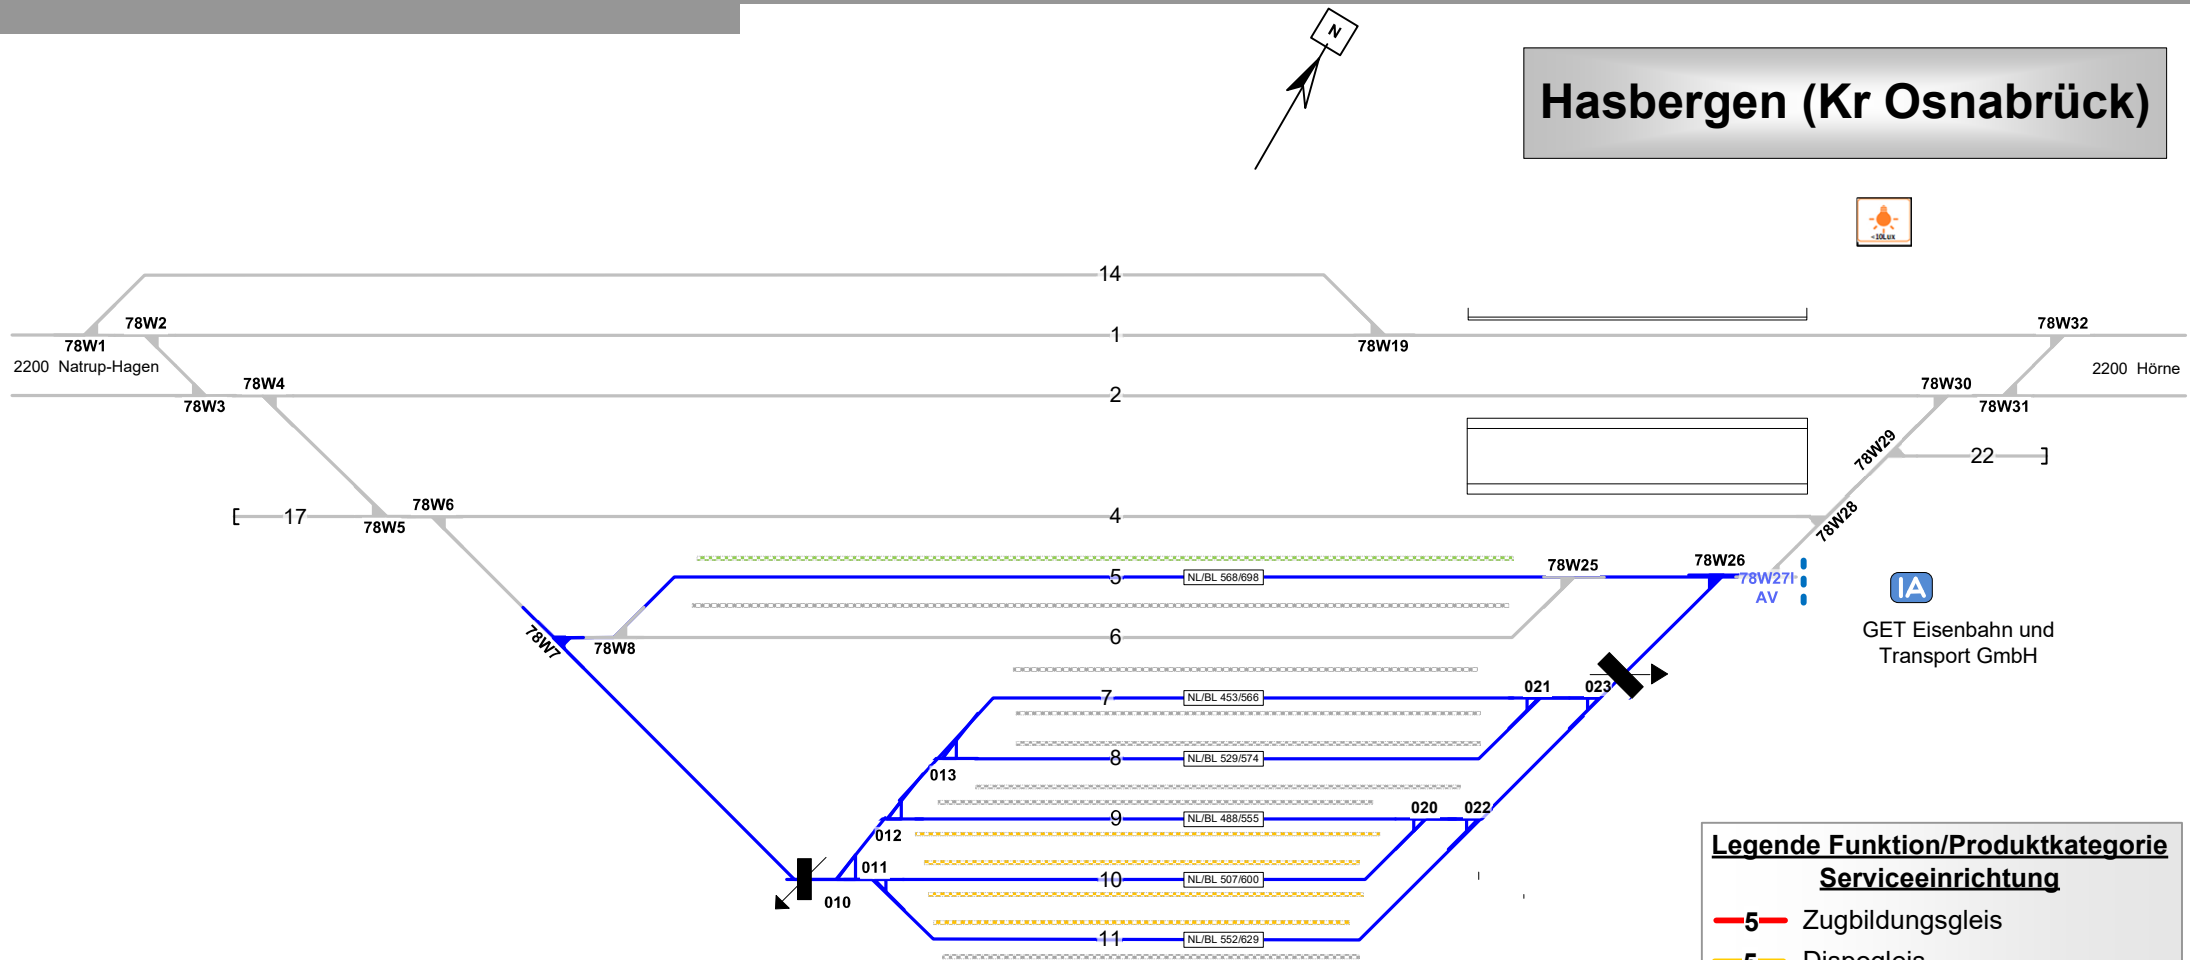 N
Hasbergen (Kr Osnabrück)
<10Lux
14
78W2
1
78W32
78W1
78W19
2200 Natrup-Hagen
2200 Hörne
78W4
2
78W30
78W3
78W31
78W29
22
78W6
17
4
78W5
78W28
78W25
78W26
5
NL/BL 568/698
78W27I
AV
IA
78W7
78W8
6
GET Eisenbahn und
Transport GmbH
021
023
7
NL/BL 453/566
8
NL/BL 529/574
013
020
022
9
NL/BL 488/555
012
Legende Funktion/Produktkategorie
Serviceeinrichtung
011
10
NL/BL 507/600
010
5
Zugbildungsgleis
11
NL/BL 552/629
5
Dispogleis